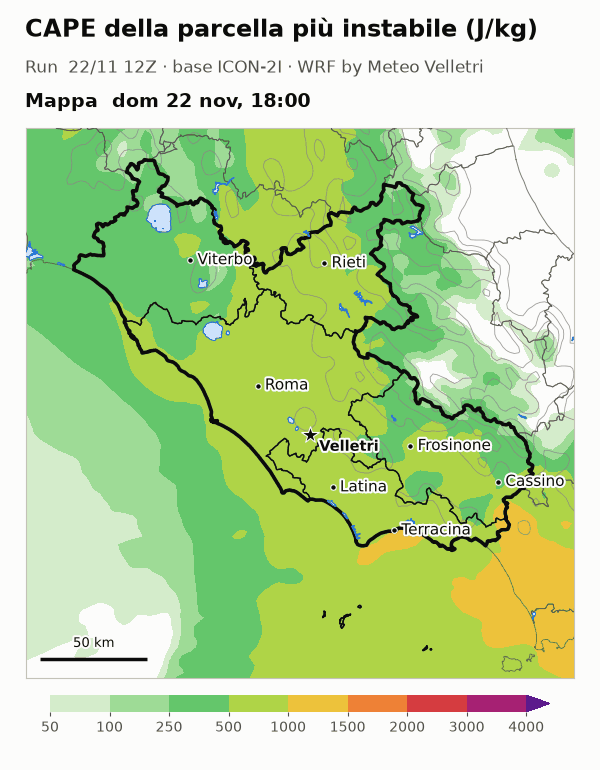 CAPE della parcella più instabile (J/kg)
Run  22/11 12Z · base ICON-2I · WRF by Meteo Velletri
Mappa  dom 22 nov, 18:00
Viterbo
Rieti
Roma
Velletri
Frosinone
Cassino
Latina
Terracina
50 km
50 100 250 500 1000 1500 2000 3000 4000